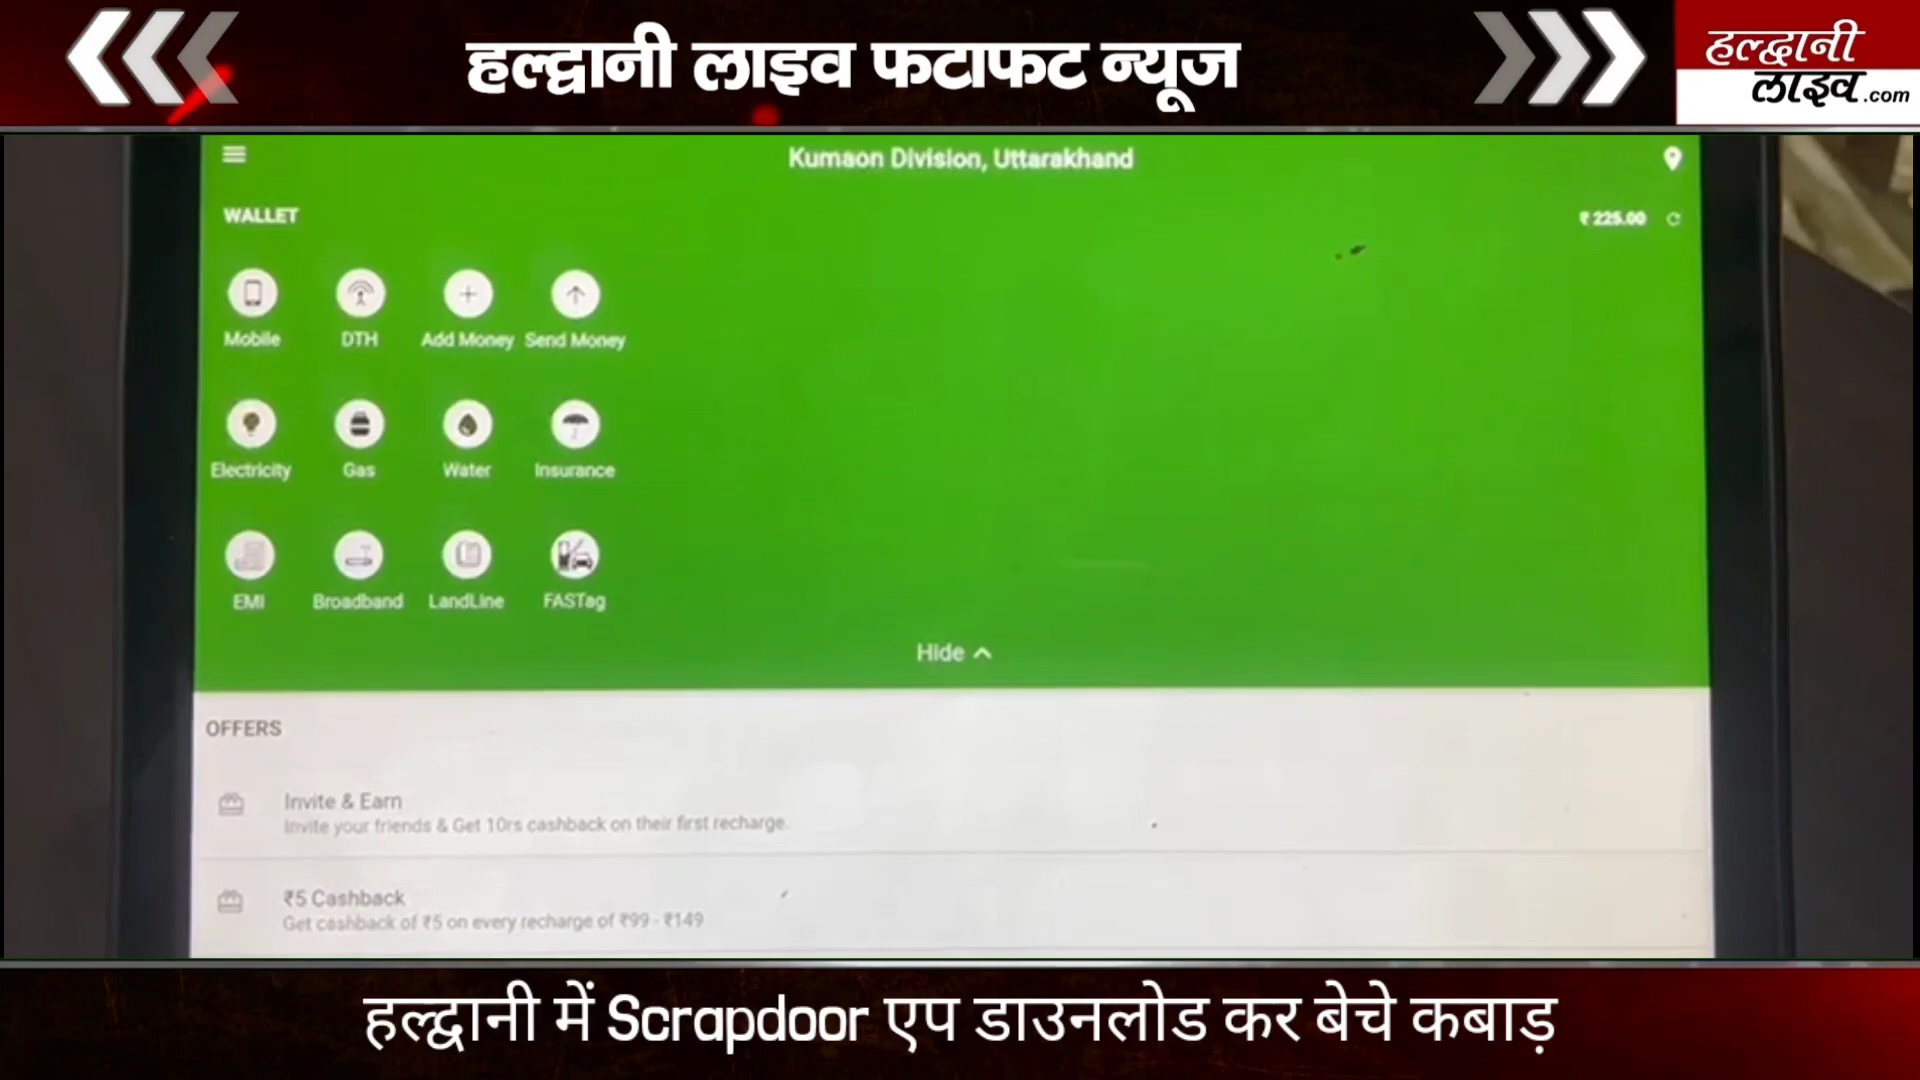 हल्द्वानी लाइव फटाफट न्यूज
हल्द्वानी
लाइव.com
Kumaon Division, Uttarakhand
WALLET
₹ 225.00
Mobile DTH Add Money Send Money
Electricity Gas Water Insurance
EMI Broadband LandLine FASTag
Hide
OFFERS
Invite & Earn
Invite your friends & Get 10rs cashback on their first recharge.
₹5 Cashback
Get cashback of ₹5 on every recharge of ₹99 - ₹149
हल्द्वानी में Scrapdoor एप डाउनलोड कर बेचे कबाड़